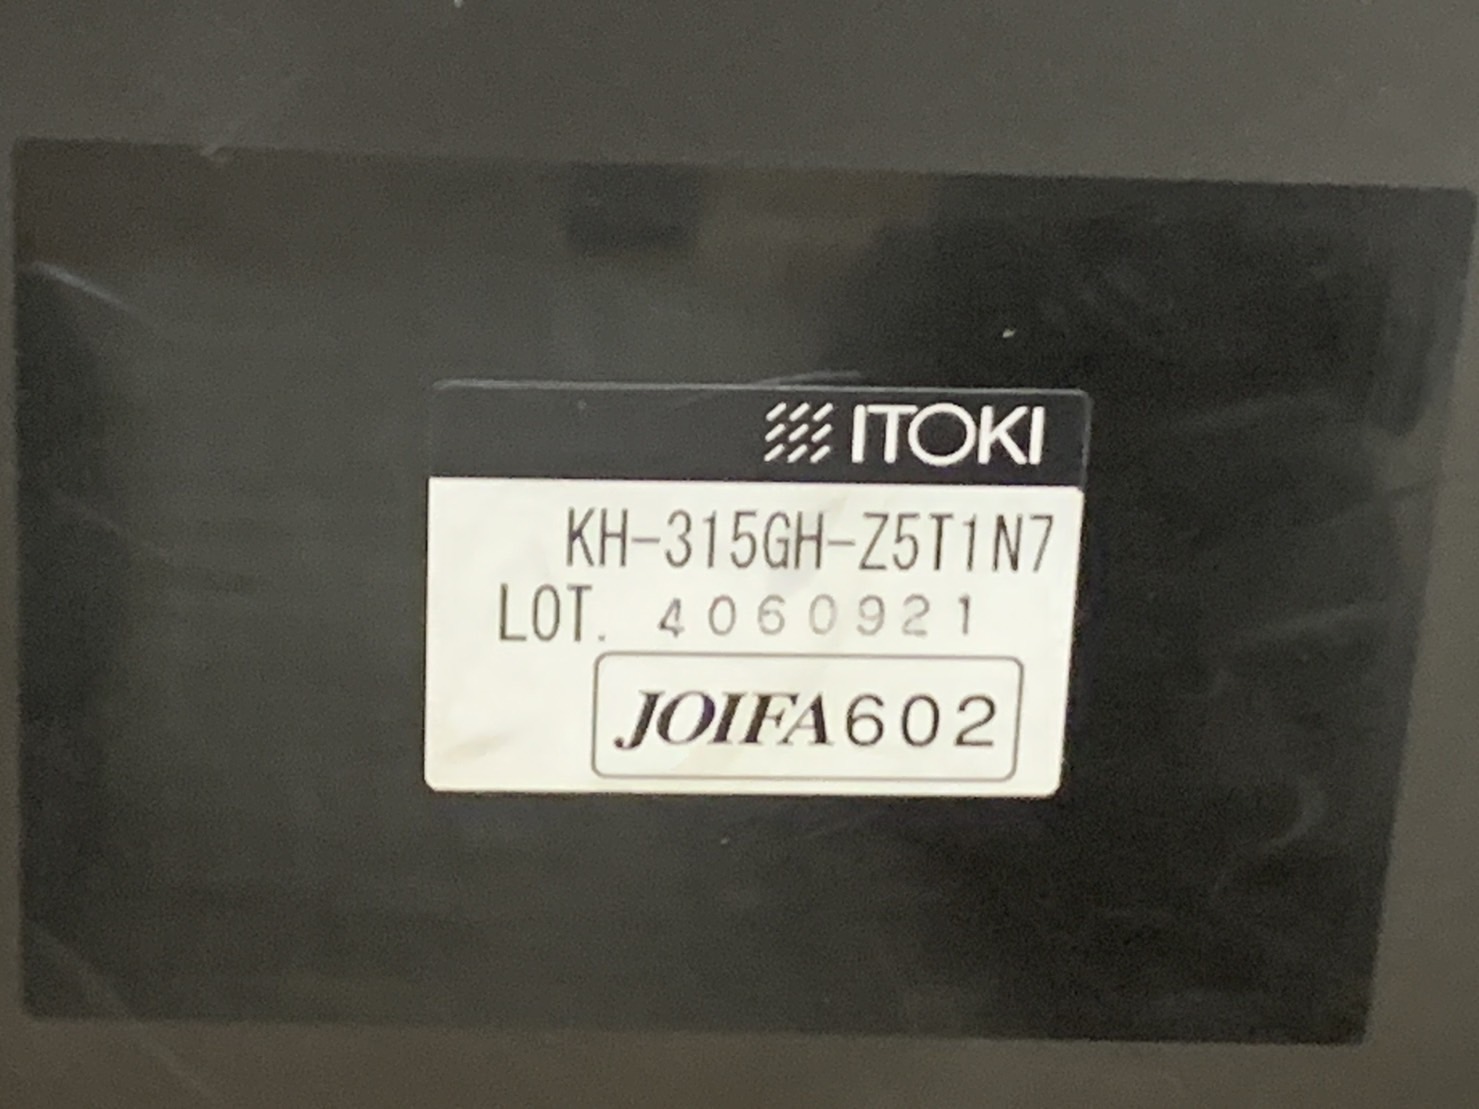 ITOKI
KH-315GH-Z5T1N7
LOT. 4060921
JOIFA602